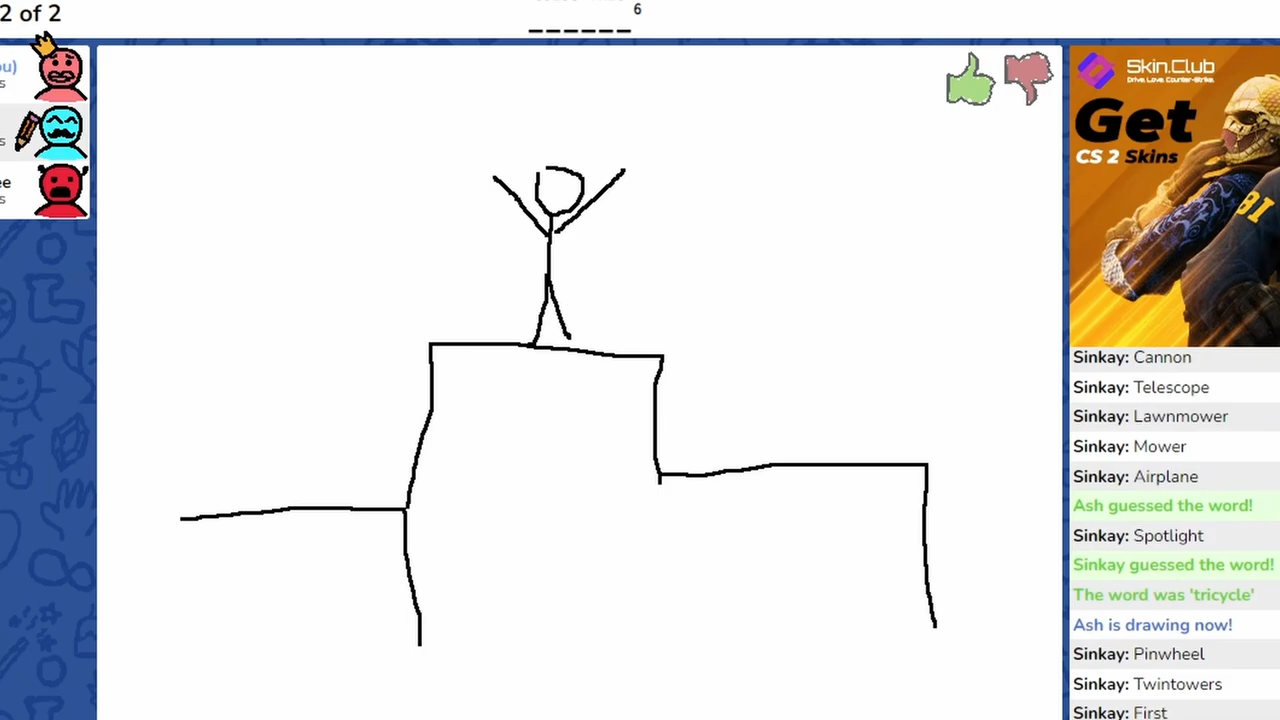 2 of 2
6
______
ou)
s
s
ee
s
Skin.Club
Drive. Love. Counter-Strike.
Get
CS 2 Skins
BI
Sinkay: Cannon
Sinkay: Telescope
Sinkay: Lawnmower
Sinkay: Mower
Sinkay: Airplane
Ash guessed the word!
Sinkay: Spotlight
Sinkay guessed the word!
The word was 'tricycle'
Ash is drawing now!
Sinkay: Pinwheel
Sinkay: Twintowers
Sinkay: First